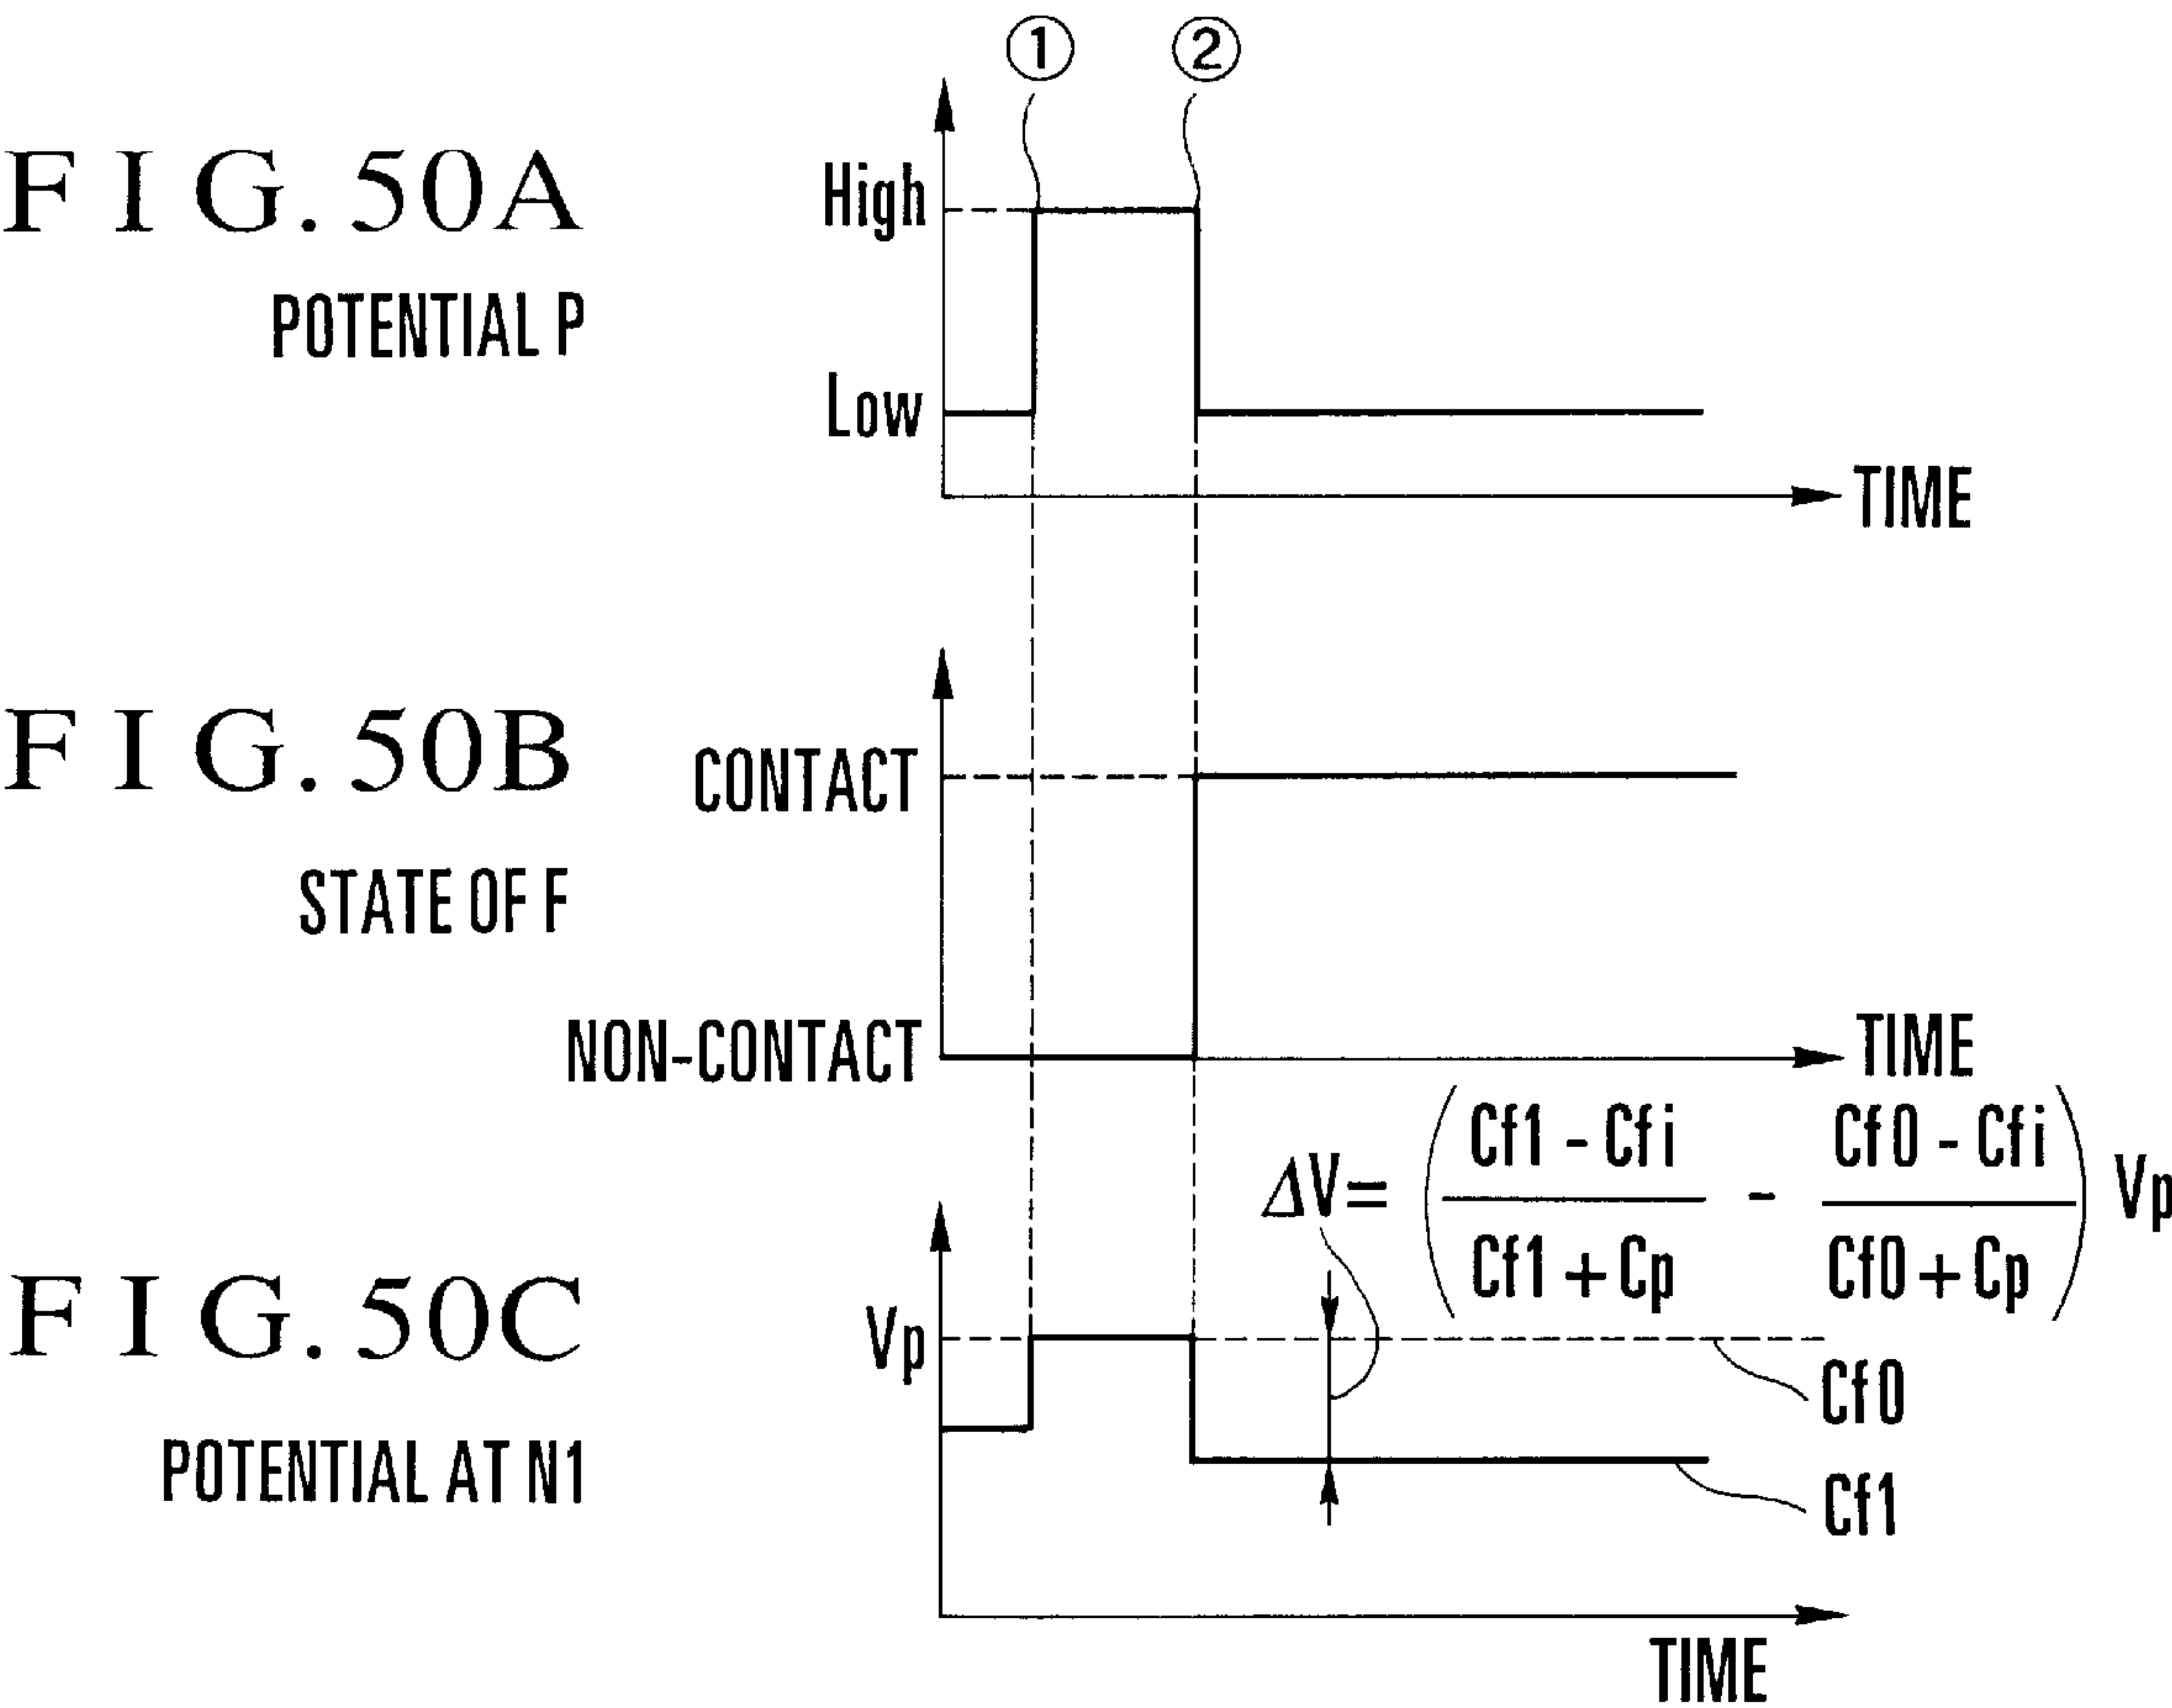 ① ②
FIG. 50A
POTENTIAL P
High
Low
TIME
FIG. 50B
STATE OF F
CONTACT
NON-CONTACT
TIME
ΔV= (Cf1 - Cfi / Cf1 + Cp - Cf0 - Cfi / Cf0 + Cp) Vp
FIG. 50C
POTENTIAL AT N1
Vp
Cf0
Cf1
TIME